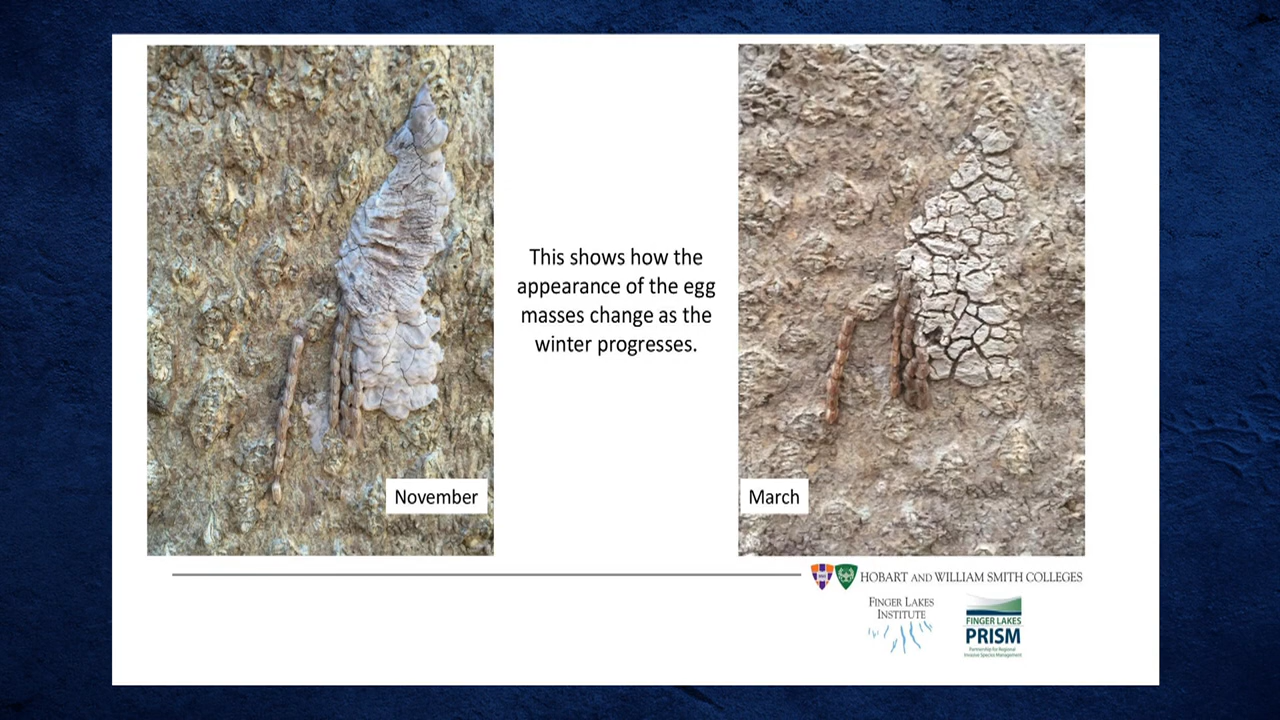 This shows how the
appearance of the egg
masses change as the
winter progresses.
November
March
HOBART AND WILLIAM SMITH COLLEGES
FINGER LAKES
INSTITUTE
FINGER LAKES
PRISM
Partnership for Regional
Invasive Species Management